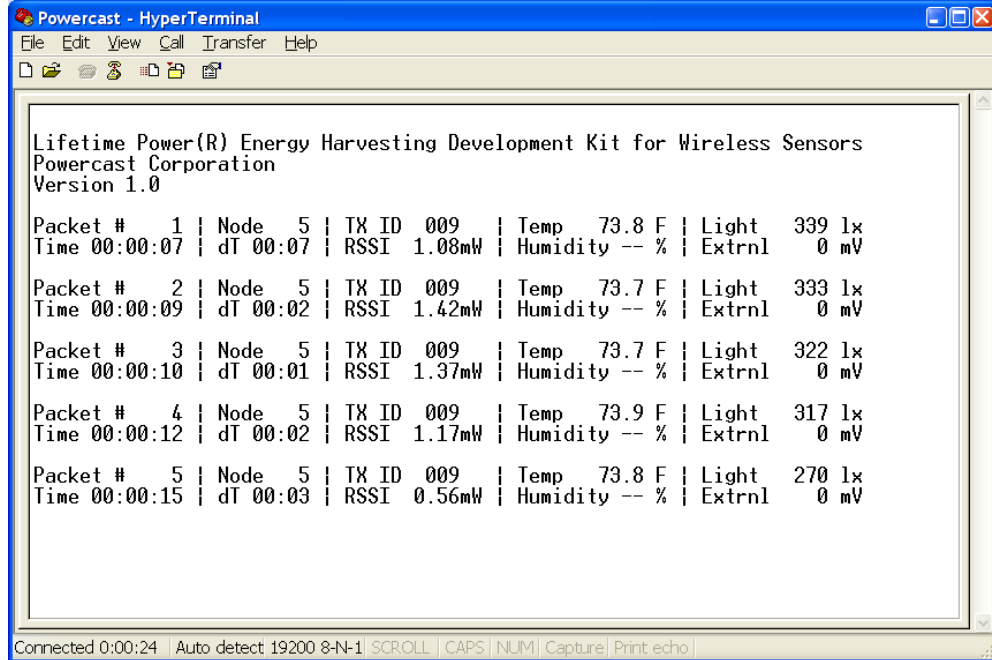 Powercast - HyperTerminal
File Edit View Call Transfer Help
Lifetime Power(R) Energy Harvesting Development Kit for Wireless Sensors
Powercast Corporation
Version 1.0
Packet # 1 | Node 5 | TX ID 009 | Temp 73.8 F | Light 339 lx
Time 00:00:07 | dT 00:07 | RSSI 1.08mW | Humidity -- % | Extrnl 0 mV
Packet # 2 | Node 5 | TX ID 009 | Temp 73.7 F | Light 333 lx
Time 00:00:09 | dT 00:02 | RSSI 1.42mW | Humidity -- % | Extrnl 0 mV
Packet # 3 | Node 5 | TX ID 009 | Temp 73.7 F | Light 322 lx
Time 00:00:10 | dT 00:01 | RSSI 1.37mW | Humidity -- % | Extrnl 0 mV
Packet # 4 | Node 5 | TX ID 009 | Temp 73.9 F | Light 317 lx
Time 00:00:12 | dT 00:02 | RSSI 1.17mW | Humidity -- % | Extrnl 0 mV
Packet # 5 | Node 5 | TX ID 009 | Temp 73.8 F | Light 270 lx
Time 00:00:15 | dT 00:03 | RSSI 0.56mW | Humidity -- % | Extrnl 0 mV
Connected 0:00:24 Auto detect 19200 8-N-1 SCROLL CAPS NUM Capture Print echo